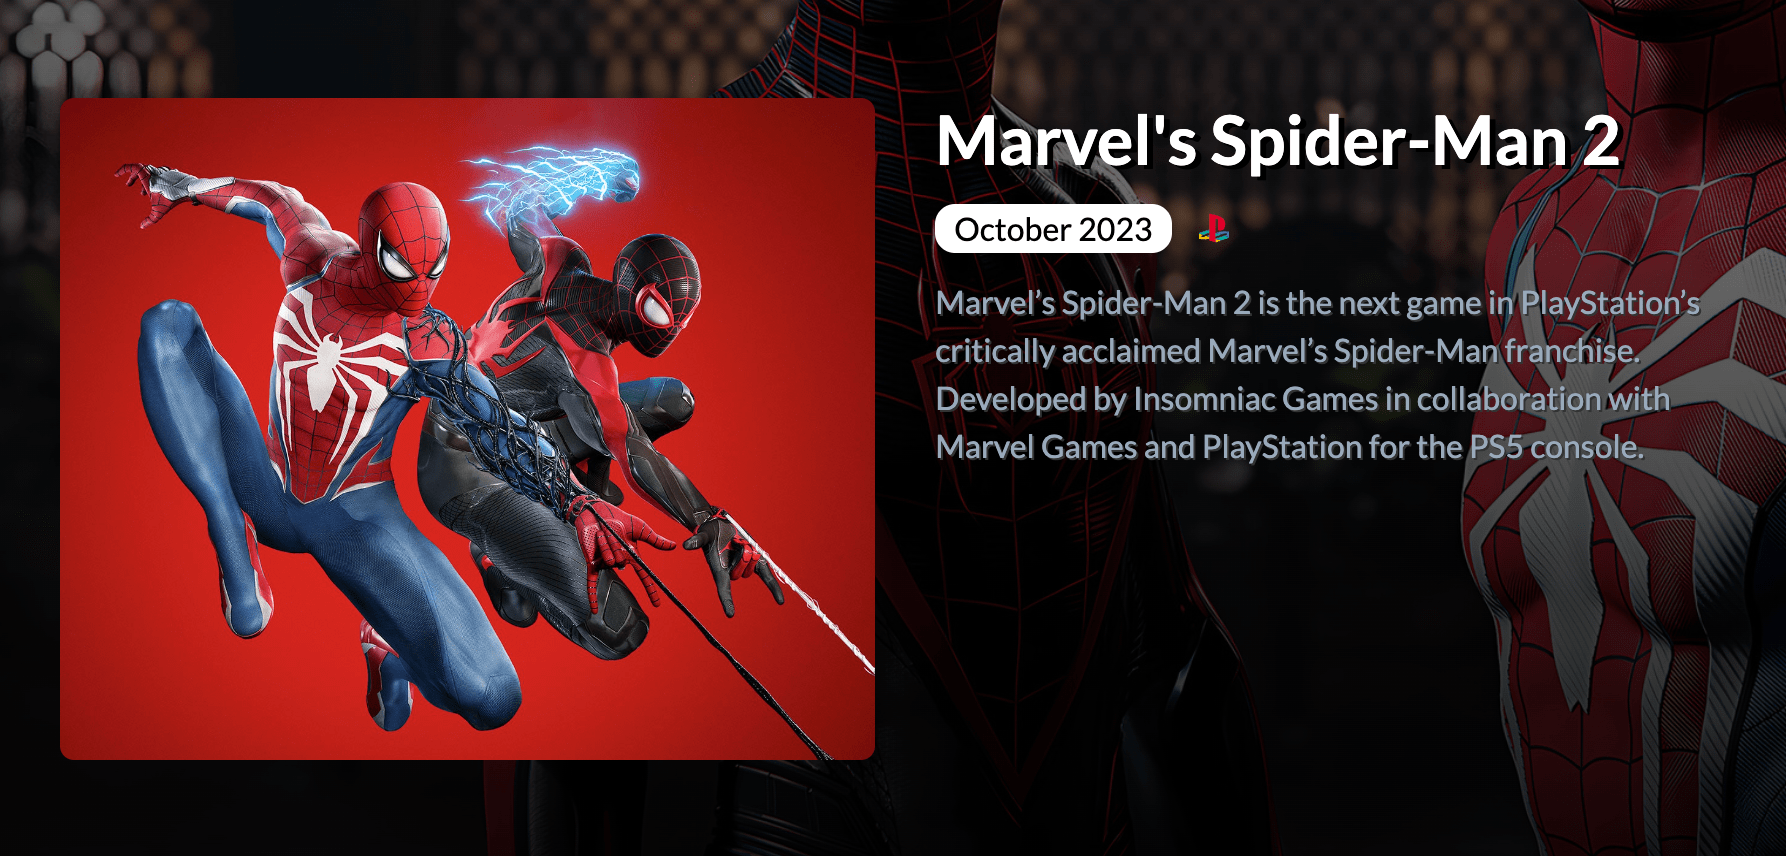 Marvel's Spider-Man 2
October 2023
Marvel’s Spider-Man 2 is the next game in PlayStation’s
critically acclaimed Marvel’s Spider-Man franchise.
Developed by Insomniac Games in collaboration with
Marvel Games and PlayStation for the PS5 console.